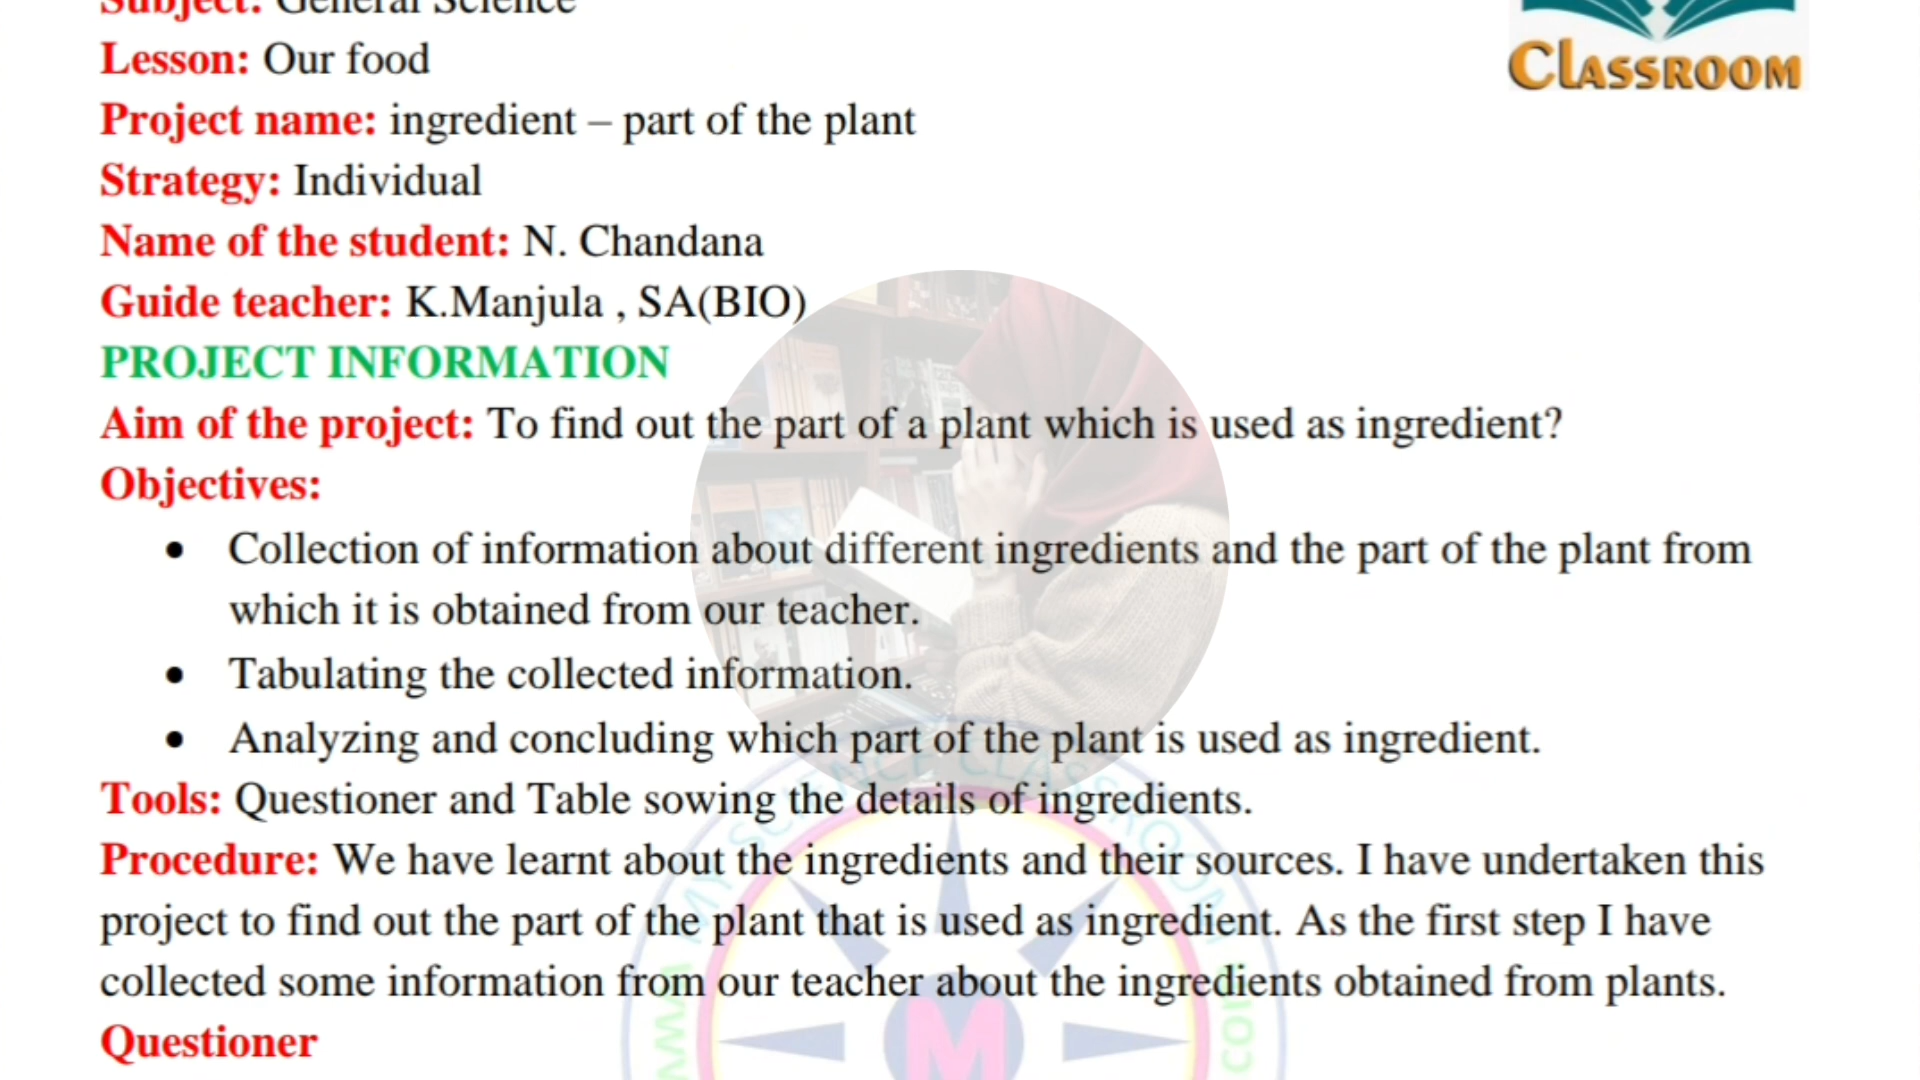 Subject: General Science
CLASSROOM
Lesson: Our food
Project name: ingredient – part of the plant
Strategy: Individual
Name of the student: N. Chandana
Guide teacher: K.Manjula , SA(BIO)
PROJECT INFORMATION
Aim of the project: To find out the part of a plant which is used as ingredient?
Objectives:
• Collection of information about different ingredients and the part of the plant from
which it is obtained from our teacher.
• Tabulating the collected information.
• Analyzing and concluding which part of the plant is used as ingredient.
Tools: Questioner and Table sowing the details of ingredients.
Procedure: We have learnt about the ingredients and their sources. I have undertaken this
project to find out the part of the plant that is used as ingredient. As the first step I have
collected some information from our teacher about the ingredients obtained from plants.
Questioner
MY SCIENCE CLASSROOM
M